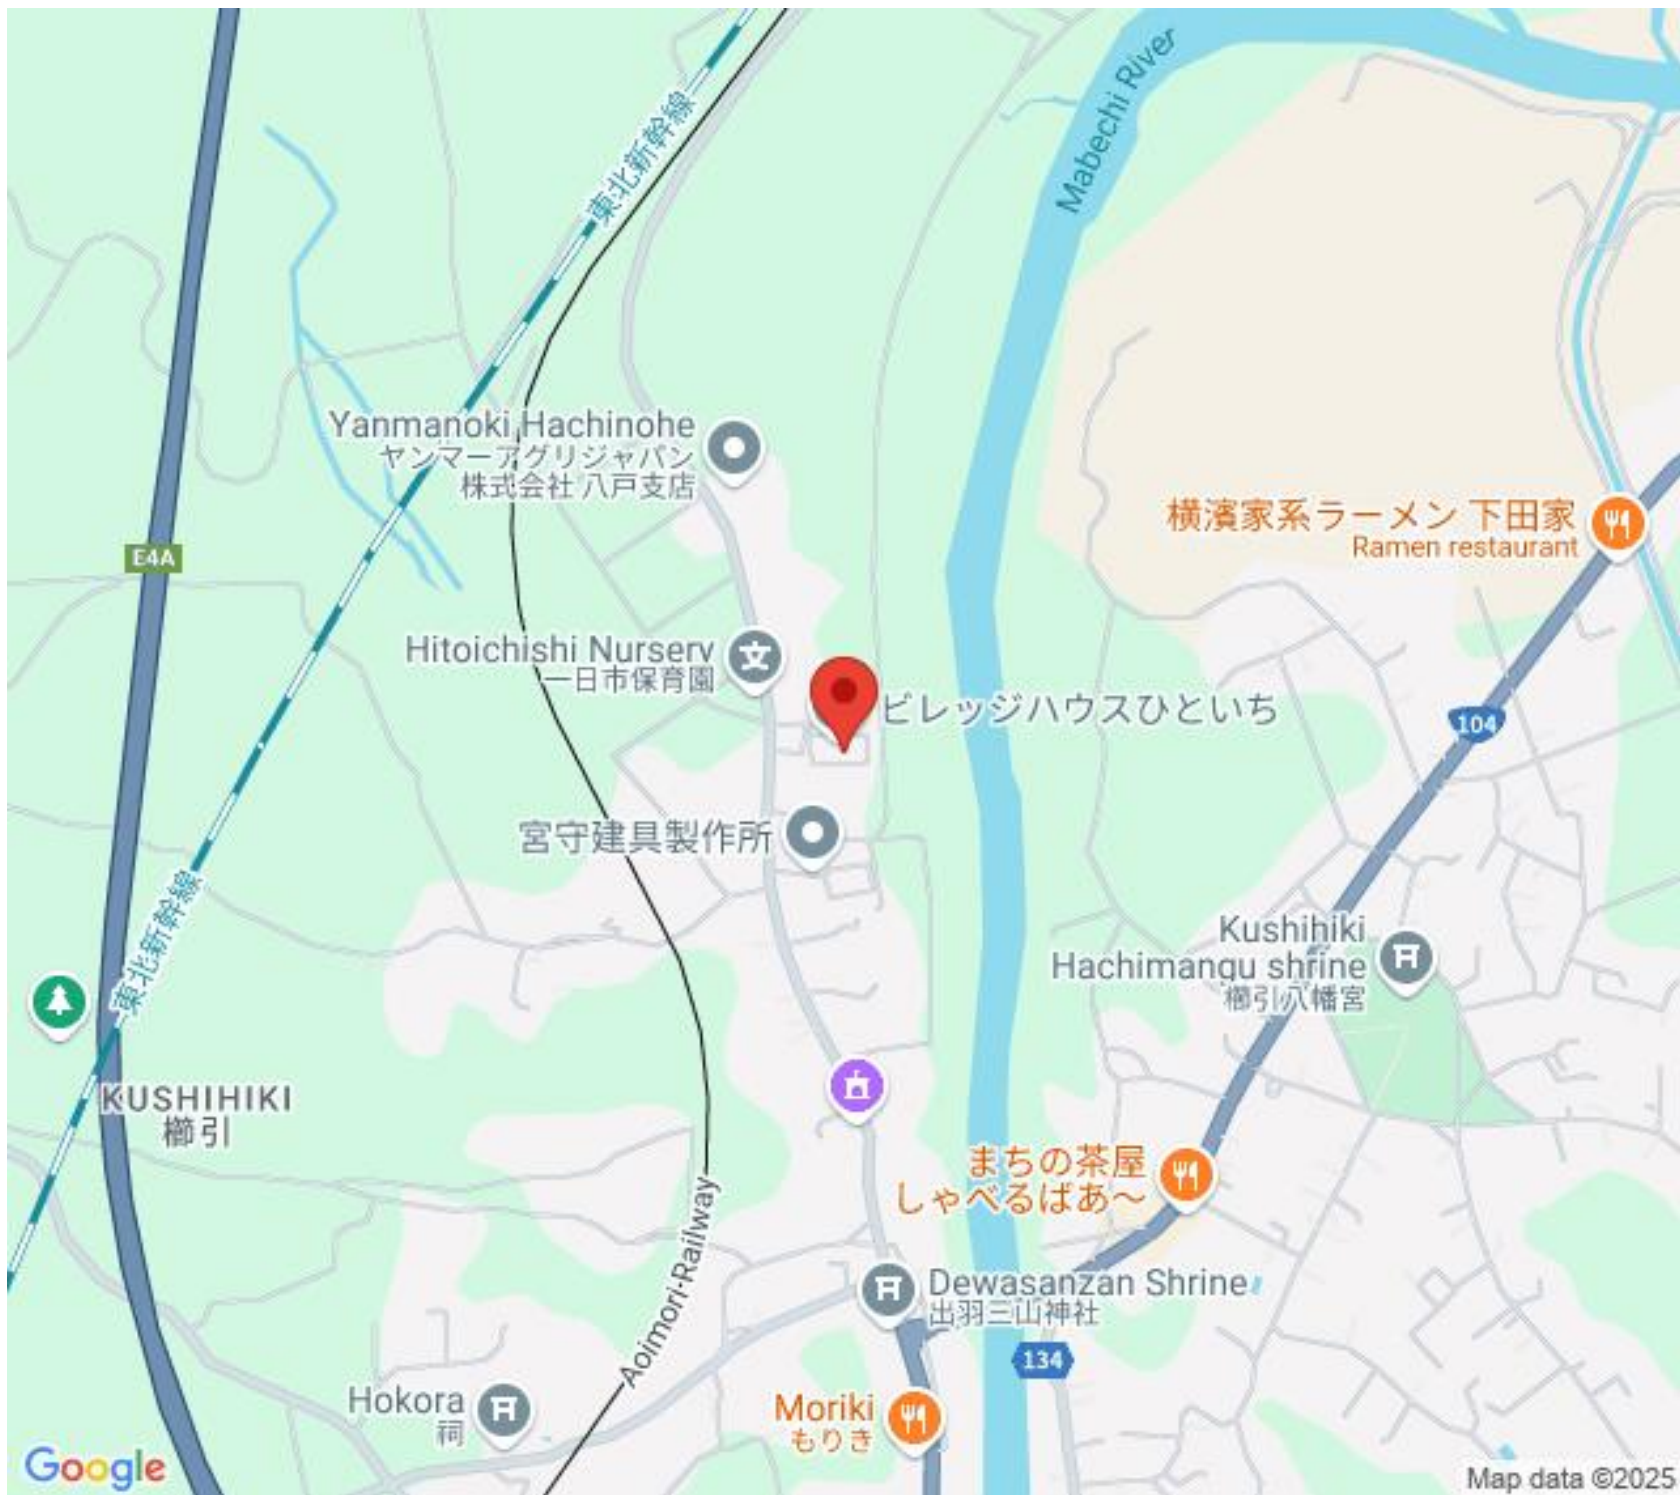 Mabechi River
東北新幹線
Yanmanoki Hachinohe
ヤンマーアグリジャパン
株式会社 八戸支店
横濱家系ラーメン 下田家
Ramen restaurant
E4A
Hitoichishi Nurserv
一日市保育園
ビレッジハウスひといち
104
宮守建具製作所
東北新幹線
Kushihiki
Hachimangu shrine
櫛引八幡宮
KUSHIHIKI
櫛引
まちの茶屋
しゃべるばあ〜
Aoimori-Railway
Dewasanzan Shrine
出羽三山神社
134
Hokora
祠
Moriki
もりき
Google
Map data ©2025